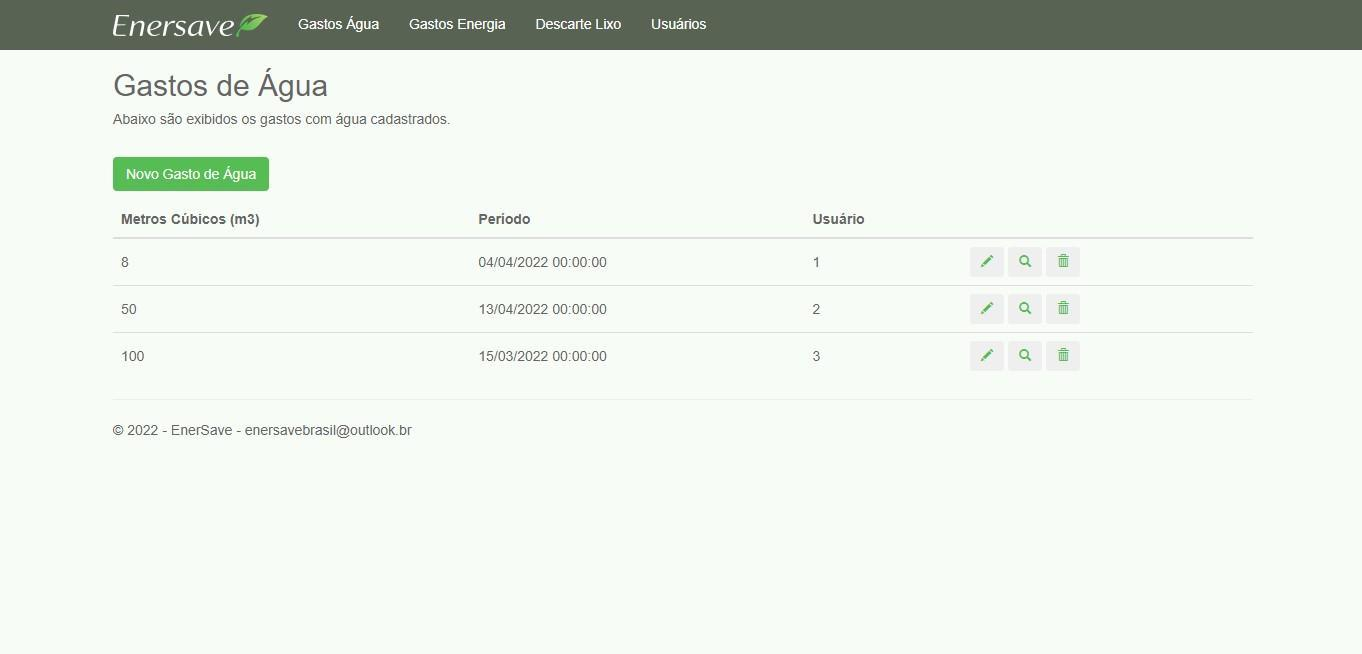 Enersave Gastos Água Gastos Energia Descarte Lixo Usuários
Gastos de Água
Abaixo são exibidos os gastos com água cadastrados.
Novo Gasto de Água
Metros Cúbicos (m3) Período Usuário
8 04/04/2022 00:00:00 1
50 13/04/2022 00:00:00 2
100 15/03/2022 00:00:00 3
© 2022 - EnerSave - enersavebrasil@outlook.br